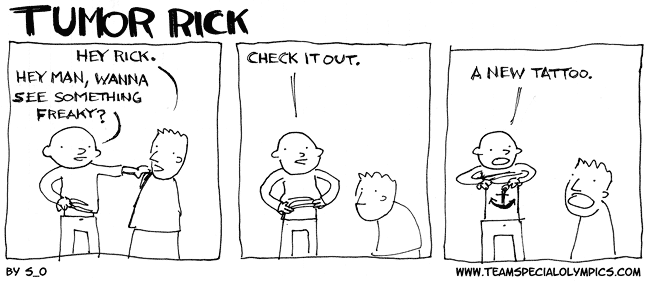 TUMOR RICK
HEY RICK.
HEY MAN, WANNA
SEE SOMETHING
FREAKY?
CHECK IT OUT.
A NEW TATTOO.
BY S_O
WWW.TEAMSPECIALOLYMPICS.COM